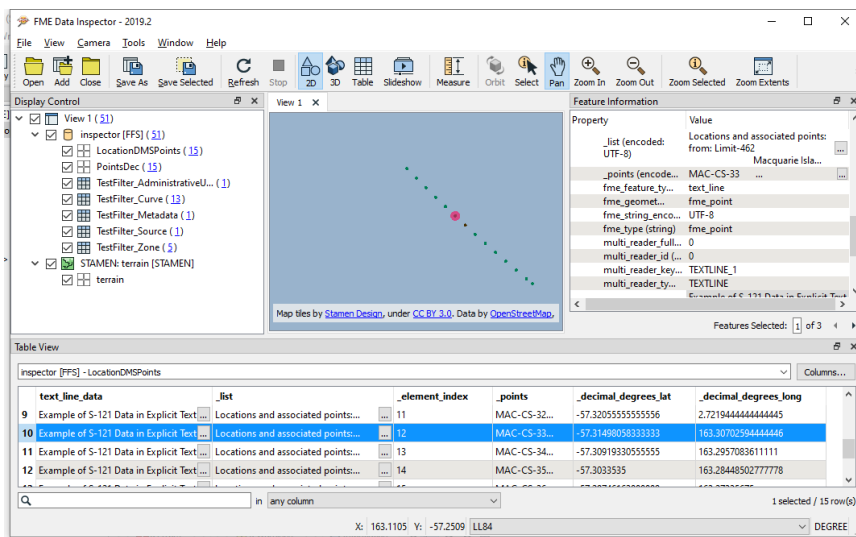 FME Data Inspector - 2019.2
File View Camera Tools Window Help
Open Add Close Save As Save Selected Refresh Stop 2D 3D Table Slideshow Measure Orbit Select Pan Zoom In Zoom Out Zoom Selected Zoom Extents
Display Control
View 1 (51)
inspector [FFS] (51)
LocationDMSPoints (15)
PointsDec (15)
TestFilter_AdministrativeU... (1)
TestFilter_Curve (13)
TestFilter_Metadata (1)
TestFilter_Source (1)
TestFilter_Zone (5)
STAMEN: terrain [STAMEN]
terrain
View 1
Map tiles by Stamen Design, under CC BY 3.0. Data by OpenStreetMap,
Feature Information
Property Value
_list (encoded: UTF-8) Locations and associated points:
from: Limit-462
Macquarie Isla... ...
_points (encode... MAC-CS-33 ... ...
fme_feature_ty... text_line
fme_geomet... fme_point
fme_string_enco... UTF-8
fme_type (string) fme_point
multi_reader_full... 0
multi_reader_id (... 0
multi_reader_key... TEXTLINE_1
multi_reader_ty... TEXTLINE
Example of S-121 Data in Explicit Text
Features Selected: 1 of 3
Table View
inspector [FFS] - LocationDMSPoints Columns...
text_line_data _list _element_index _points _decimal_degrees_lat _decimal_degrees_long
9 Example of S-121 Data in Explicit Text ... Locations and associated points:... ... 11 MAC-CS-32... -57.32055555555556 2.7219444444444445
10 Example of S-121 Data in Explicit Text ... Locations and associated points:... ... 12 MAC-CS-33... -57.31498058333333 163.30702594444446
11 Example of S-121 Data in Explicit Text ... Locations and associated points:... ... 13 MAC-CS-34... -57.30919330555555 163.2957083611111
12 Example of S-121 Data in Explicit Text ... Locations and associated points:... ... 14 MAC-CS-35... -57.3033535 163.28448502777778
in any column 1 selected / 15 row(s)
X: 163.1105 Y: -57.2509 LL84 DEGREE